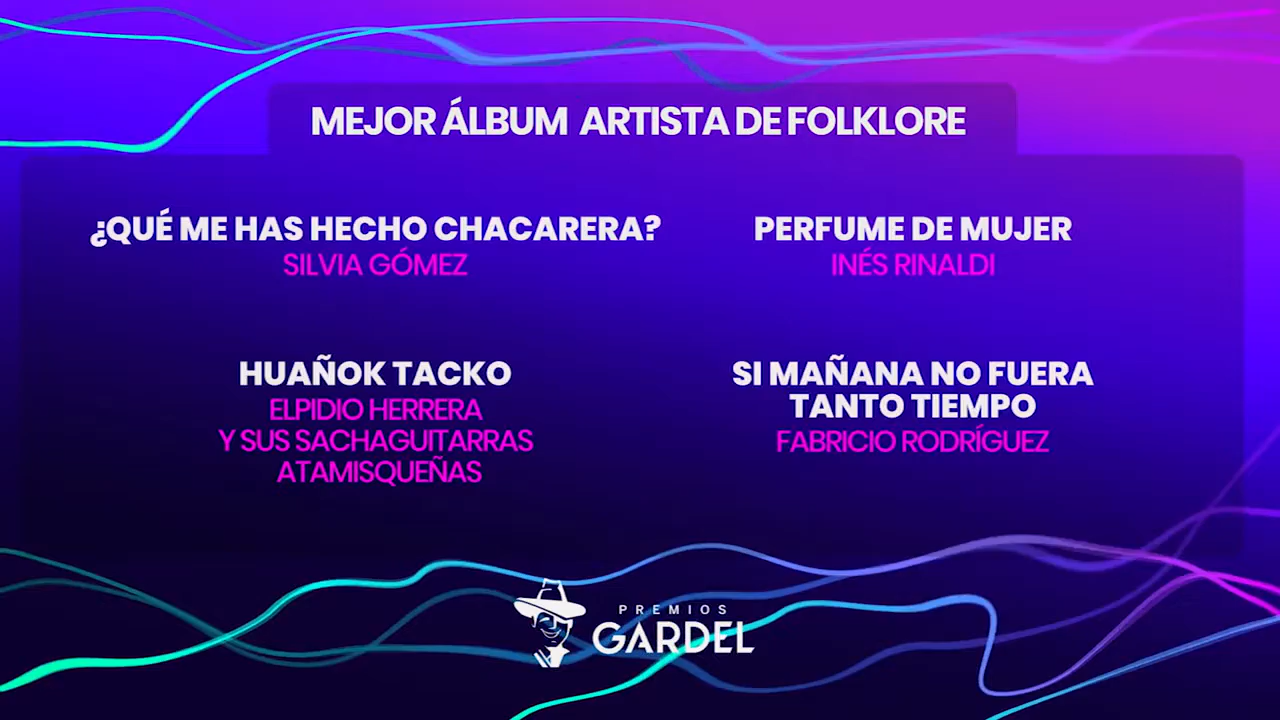 MEJOR ÁLBUM ARTISTA DE FOLKLORE
¿QUÉ ME HAS HECHO CHACARERA?
SILVIA GÓMEZ
PERFUME DE MUJER
INÉS RINALDI
HUAÑOK TACKO
ELPIDIO HERRERA
Y SUS SACHAGUITARRAS
ATAMISQUEÑAS
SI MAÑANA NO FUERA
TANTO TIEMPO
FABRICIO RODRÍGUEZ
PREMIOS
GARDEL